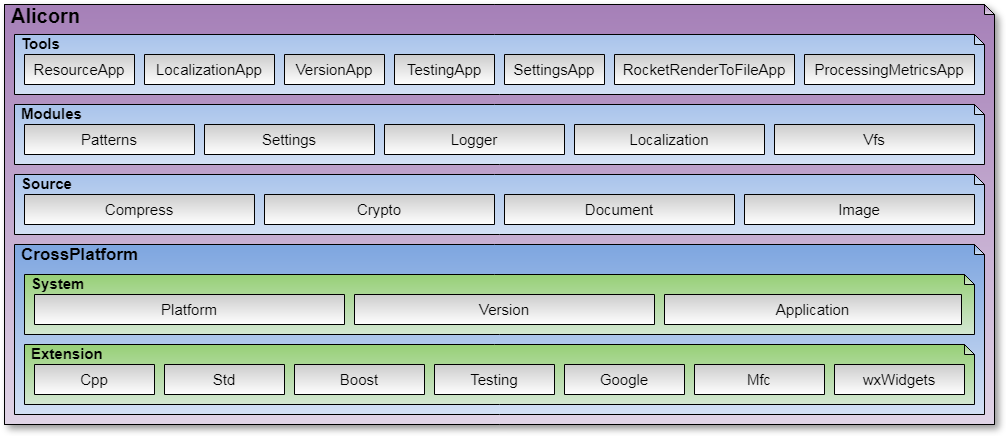 Alicorn
Tools
ResourceApp LocalizationApp VersionApp TestingApp SettingsApp RocketRenderToFileApp ProcessingMetricsApp
Modules
Patterns Settings Logger Localization Vfs
Source
Compress Crypto Document Image
CrossPlatform
System
Platform Version Application
Extension
Cpp Std Boost Testing Google Mfc wxWidgets